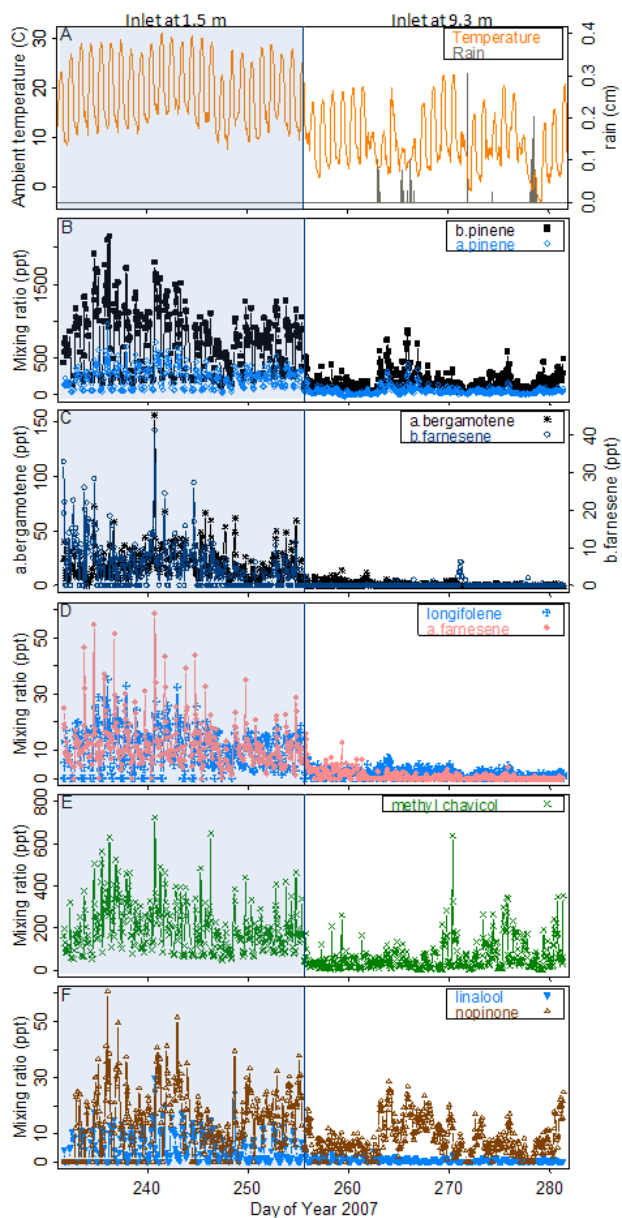 Inlet at 1.5 m Inlet at 9.3 m
A
Temperature
Rain
Ambient temperature (C)
30
20
10
0
rain (cm)
0.4
0.3
0.2
0.1
0.0
B
b.pinene
a.pinene
Mixing ratio (ppt)
1500
500
0
C
a.bergamotene
b.farnesene
a.bergamotene (ppt)
150
100
50
0
b.farnesene (ppt)
40
30
20
10
0
D
longifolene
a.farnesene
Mixing ratio (ppt)
50
30
10
0
E
methyl chavicol
Mixing ratio (ppt)
800
600
400
200
0
F
linalool
nopinone
Mixing ratio (ppt)
50
30
10
0
240 250 260 270 280
Day of Year 2007